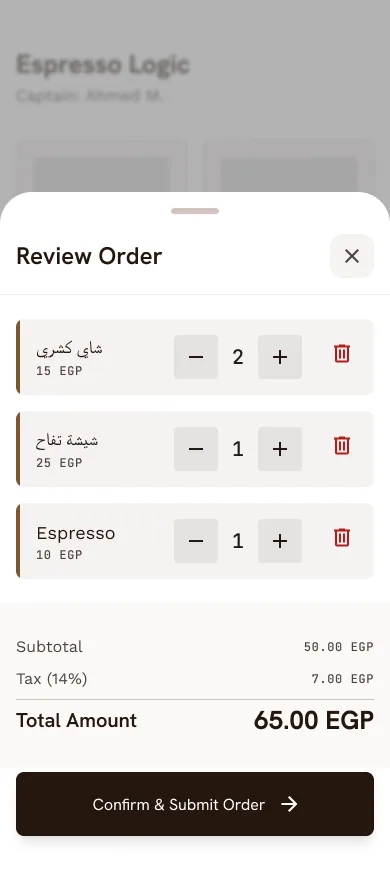 Espresso Logic
Captain: Ahmed M.
Review Order
شاي كشري
15 EGP
2
شيشة تفاح
25 EGP
1
Espresso
10 EGP
1
Subtotal 50.00 EGP
Tax (14%) 7.00 EGP
Total Amount 65.00 EGP
Confirm & Submit Order